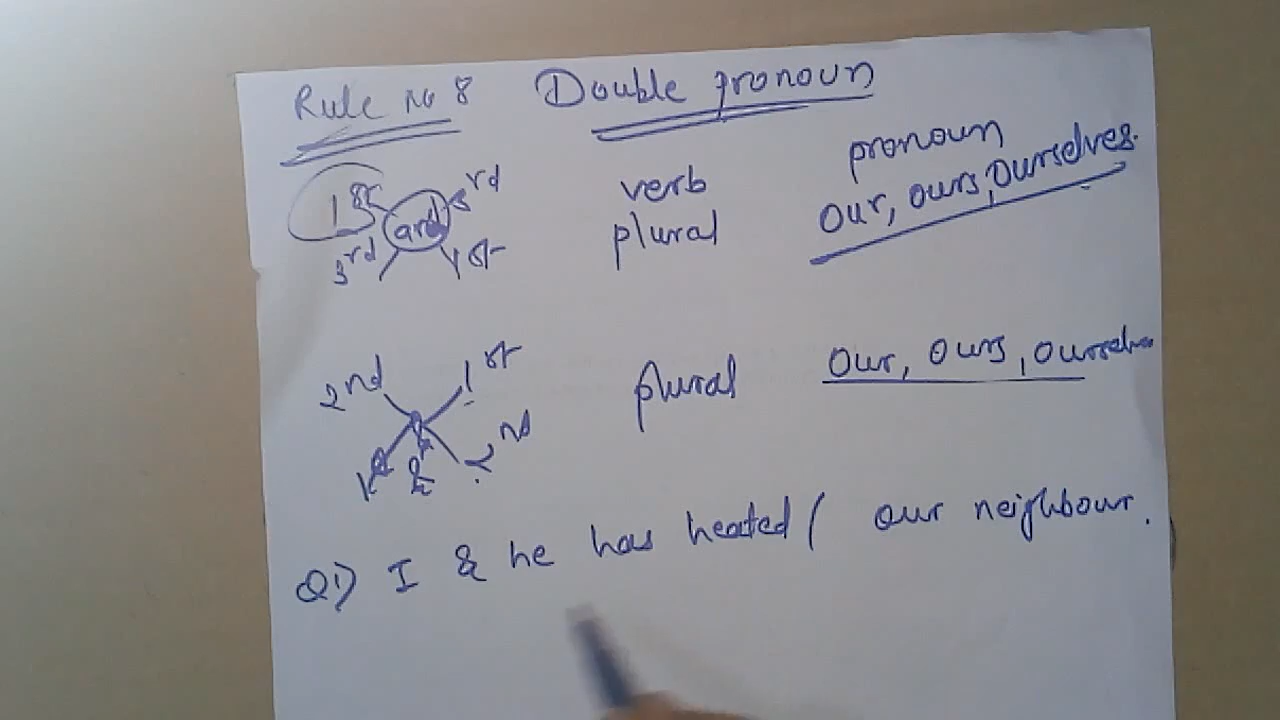 Rule no 8 Double pronoun
pronoun
1st and 3rd verb our, ours, ourselves.
3rd 1st plural
2nd 1st plural our, ours, ourselves
1st & 2nd
Q1) I & he has heated / our neighbour.